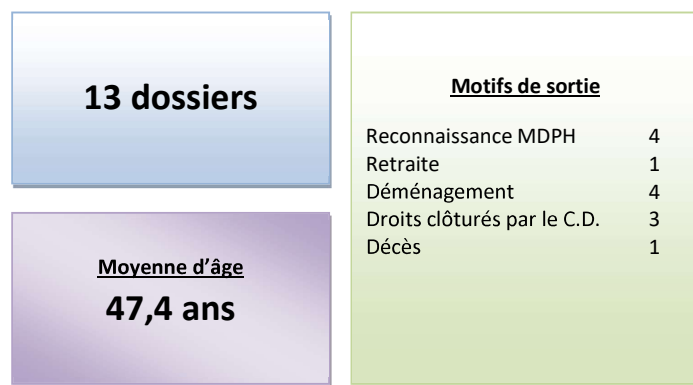 13 dossiers
Moyenne d’âge
47,4 ans
Motifs de sortie
Reconnaissance MDPH 4
Retraite 1
Déménagement 4
Droits clôturés par le C.D. 3
Décès 1